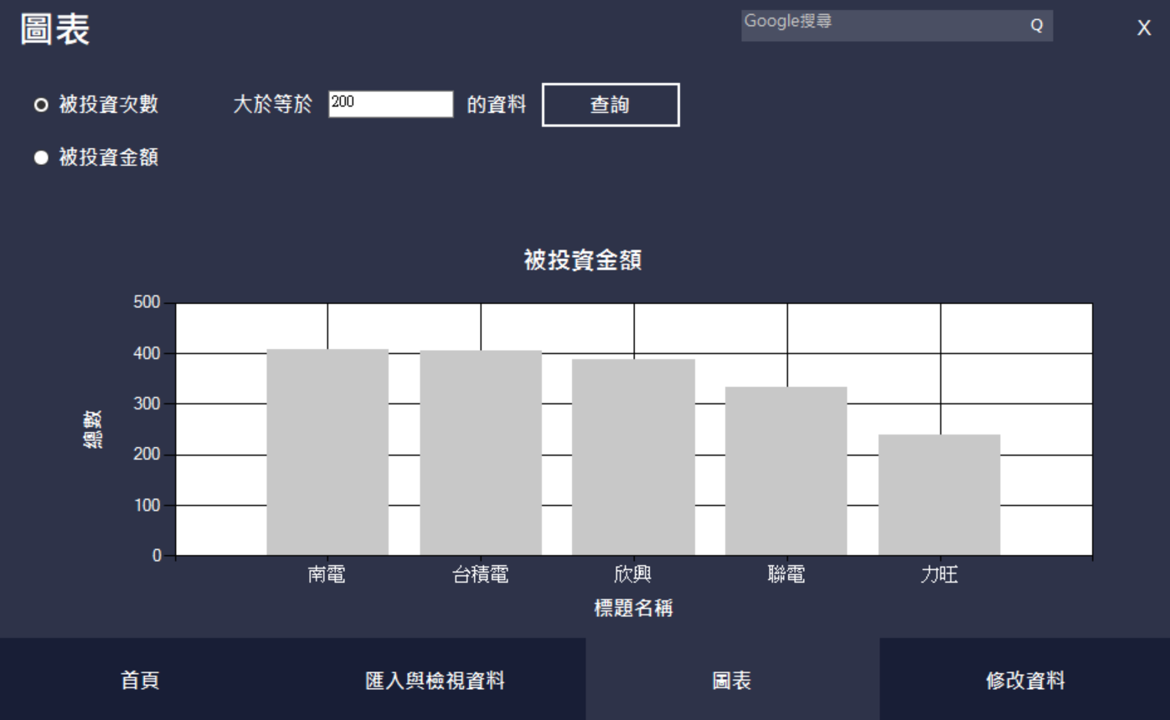 圖表
Google搜尋 Q
X
被投資次數 大於等於 200 的資料 查詢
被投資金額
被投資金額
500
400
300
200
100
0
總數
南電 台積電 欣興 聯電 力旺
標題名稱
首頁 匯入與檢視資料 圖表 修改資料